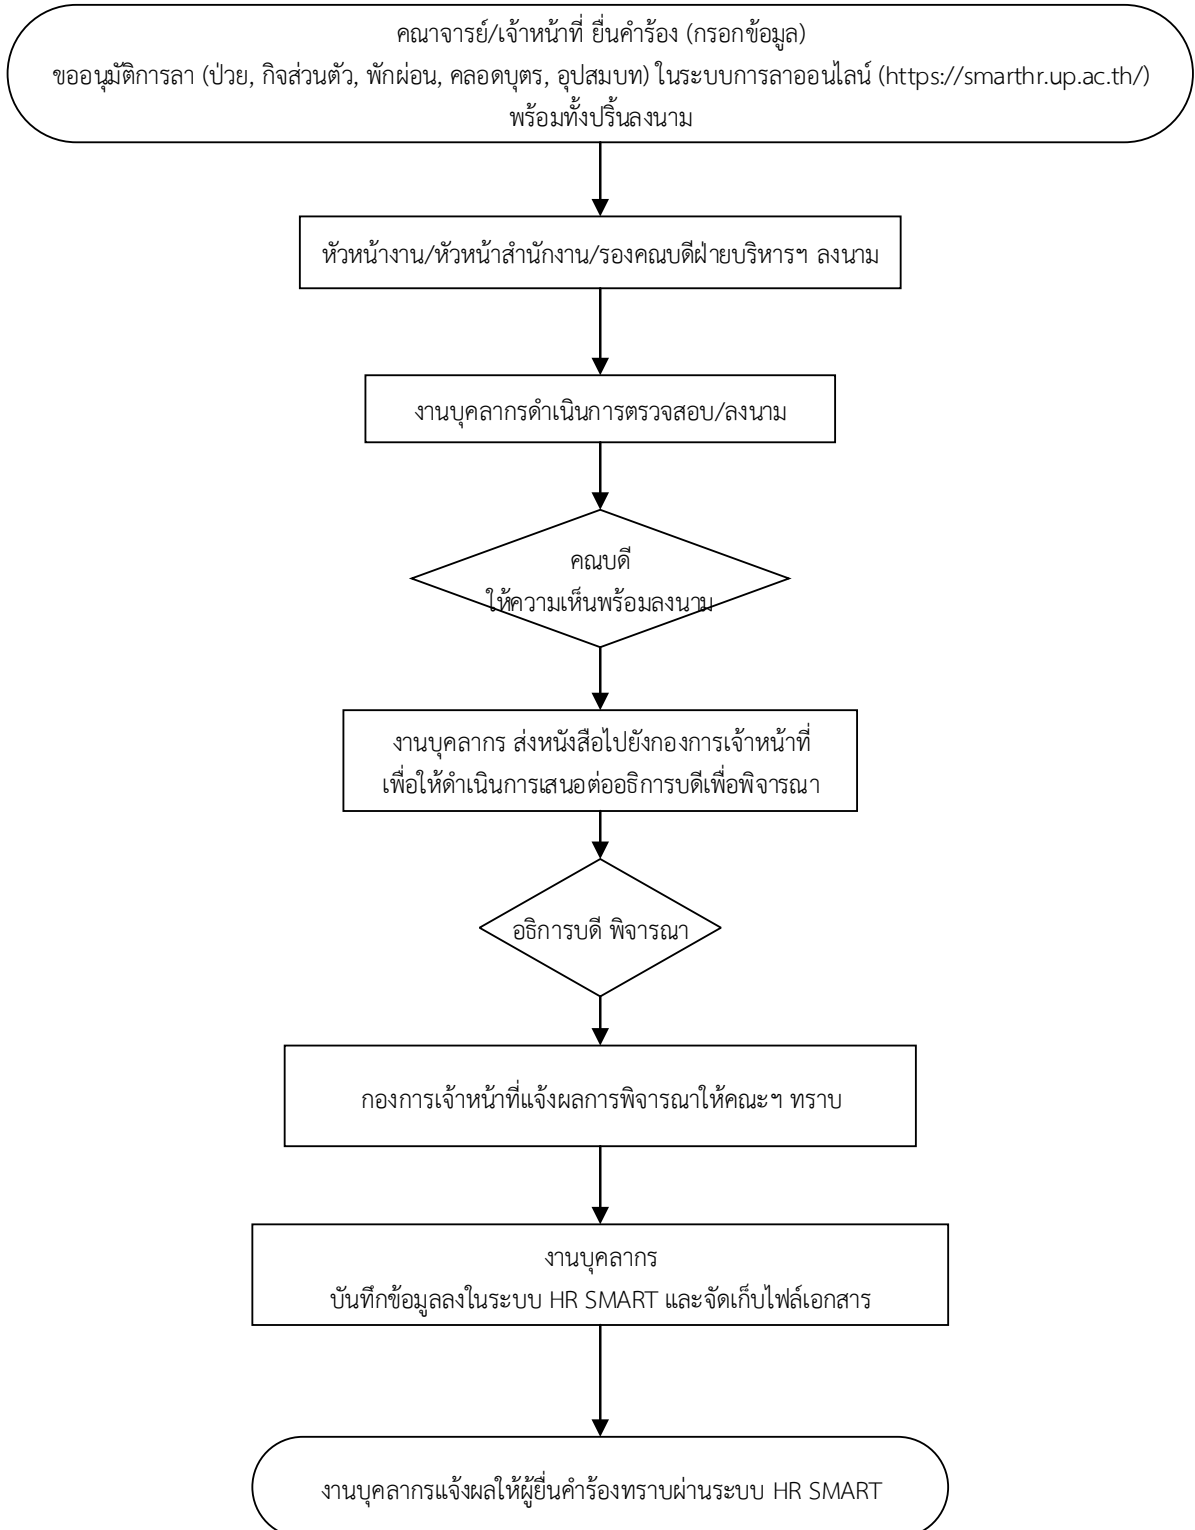 คณาจารย์/เจ้าหน้าที่ ยื่นคำร้อง (กรอกข้อมูล)
ขออนุมัติการลา (ป่วย, กิจส่วนตัว, พักผ่อน, คลอดบุตร, อุปสมบท) ในระบบการลาออนไลน์ (https://smarthr.up.ac.th/)
พร้อมทั้งปริ้นลงนาม
หัวหน้างาน/หัวหน้าสำนักงาน/รองคณบดีฝ่ายบริหารฯ ลงนาม
งานบุคลากรดำเนินการตรวจสอบ/ลงนาม
คณบดี
ให้ความเห็นพร้อมลงนาม
งานบุคลากร ส่งหนังสือไปยังกองการเจ้าหน้าที่
เพื่อให้ดำเนินการเสนอต่ออธิการบดีเพื่อพิจารณา
อธิการบดี พิจารณา
กองการเจ้าหน้าที่แจ้งผลการพิจารณาให้คณะฯ ทราบ
งานบุคลากร
บันทึกข้อมูลลงในระบบ HR SMART และจัดเก็บไฟล์เอกสาร
งานบุคลากรแจ้งผลให้ผู้ยื่นคำร้องทราบผ่านระบบ HR SMART